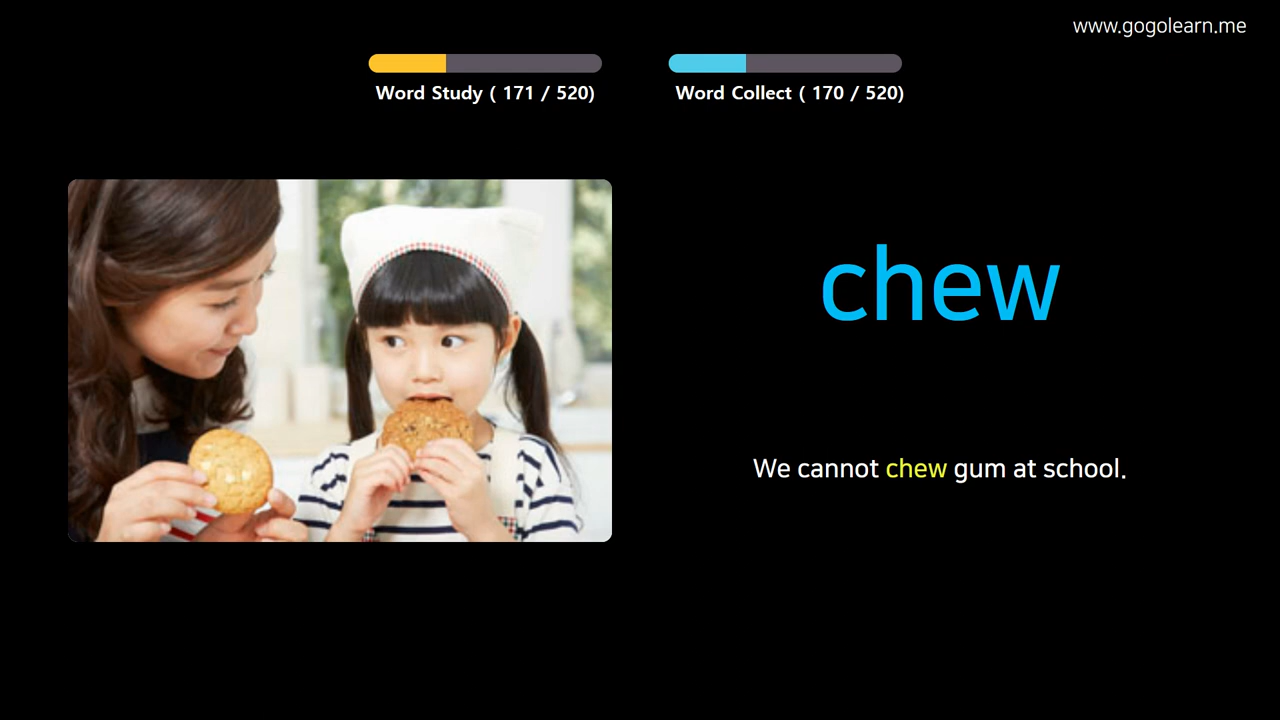 www.gogolearn.me
Word Study ( 171 / 520)
Word Collect ( 170 / 520)
chew
We cannot chew gum at school.